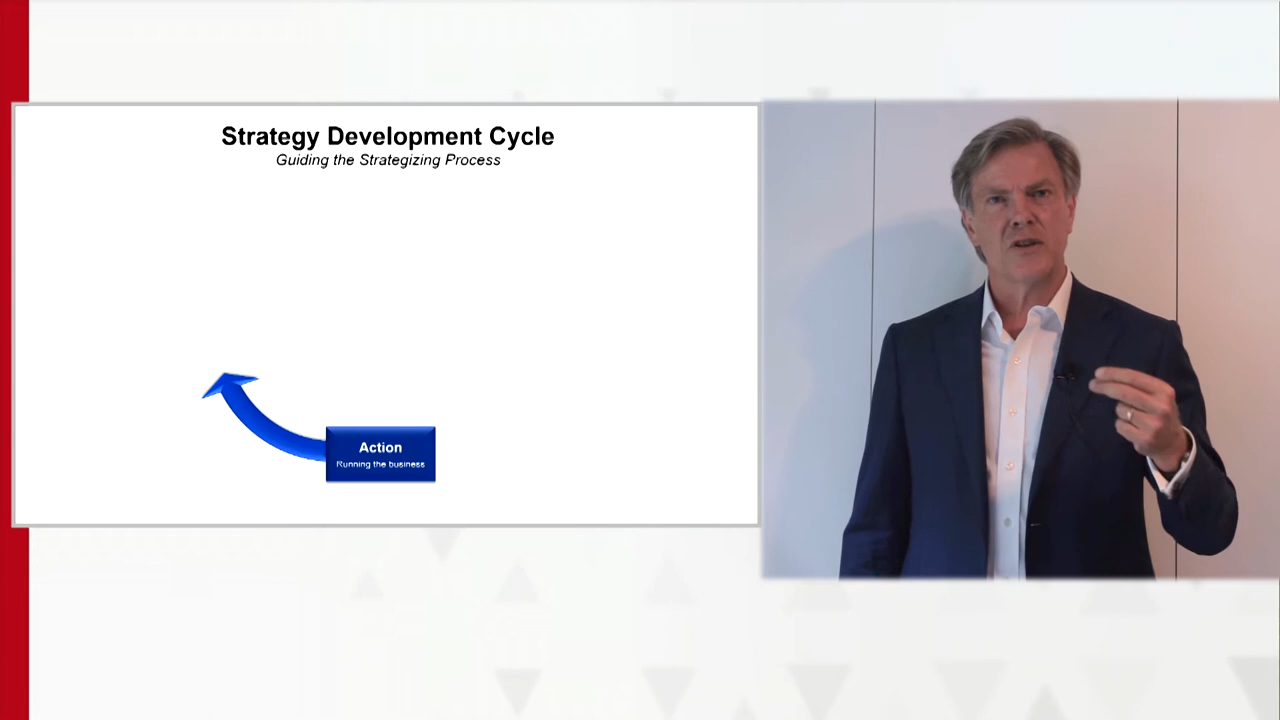 Strategy Development Cycle
Guiding the Strategizing Process
Action
Running the business